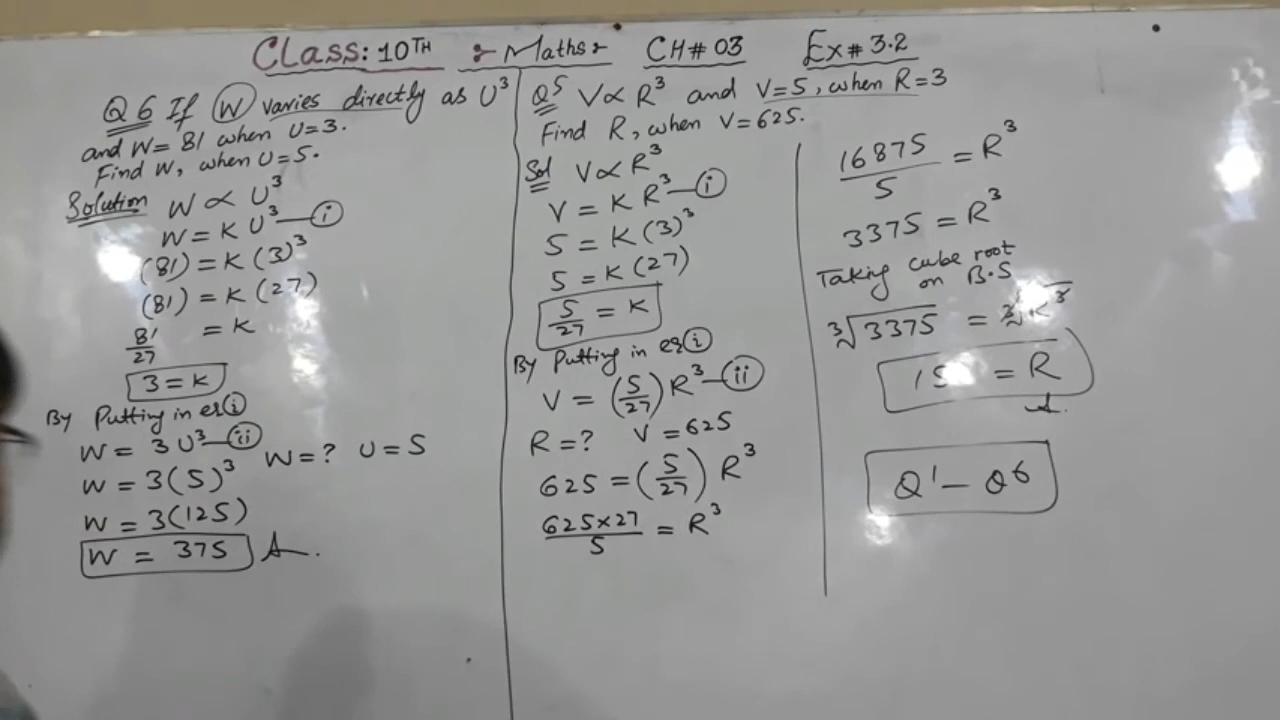 Class: 10TH :- Maths:- CH# 03 Ex# 3.2
Q6 If W varies directly as U³
and W= 81 when U=3.
Find W, when U=5.
Solution W ∝ U³
W = K U³ — i
(81) = K (3)³
(81) = K (27)
81/27 = K
3 = K
By Putting in eq i
W = 3 U³ — ii
W = ? U = 5
W = 3(5)³
W = 3(125)
W = 375 A.
Q5 V ∝ R³ and V=5, when R=3
Find R, when V=625.
Sol V ∝ R³
V = K R³ — i
5 = K (3)³
5 = K (27)
5/27 = K
By Putting in eq i
V = (5/27) R³ — ii
R = ? V = 625
625 = (5/27) R³
625×27/5 = R³
16875/5 = R³
3375 = R³
Taking cube root
on B.S
³√3375 = ³√R³
15 = R
A.
Q1 — Q6